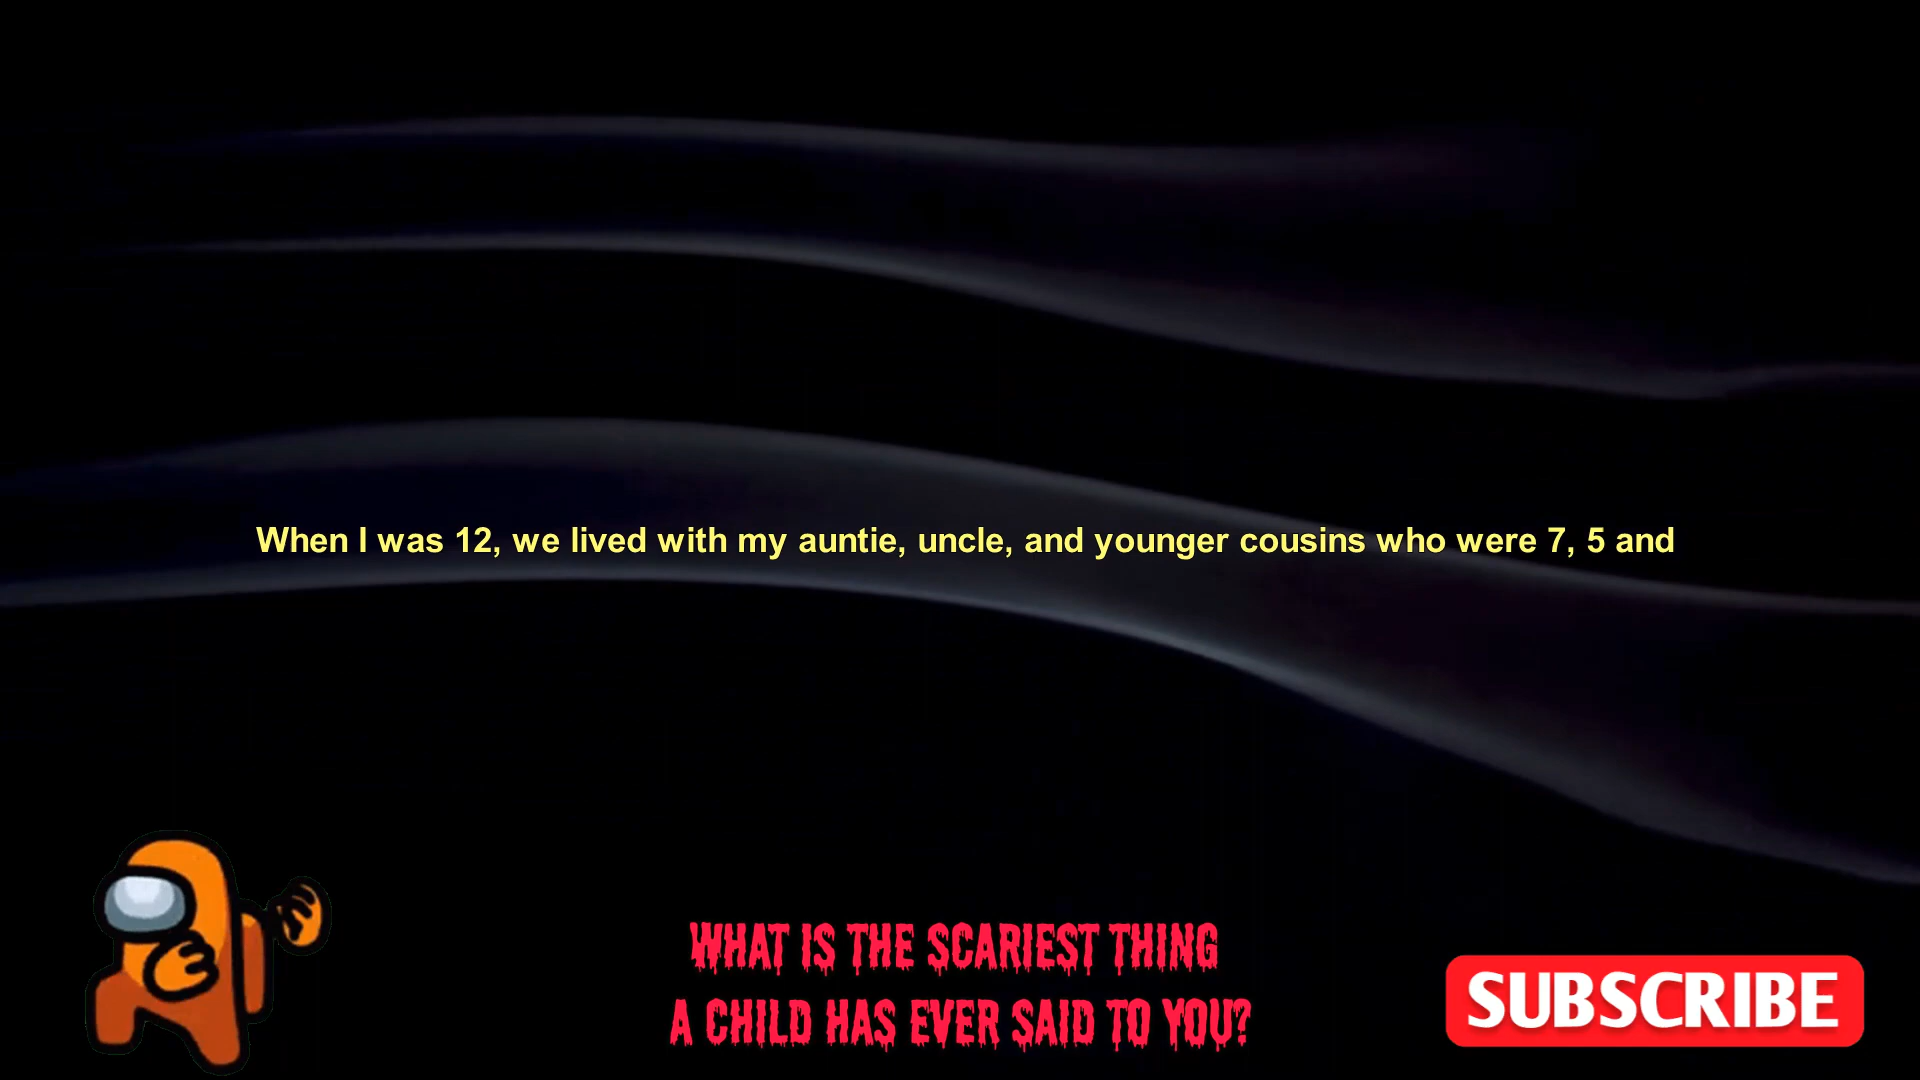 When I was 12, we lived with my auntie, uncle, and younger cousins who were 7, 5 and
WHAT IS THE SCARIEST THING
A CHILD HAS EVER SAID TO YOU?
SUBSCRIBE